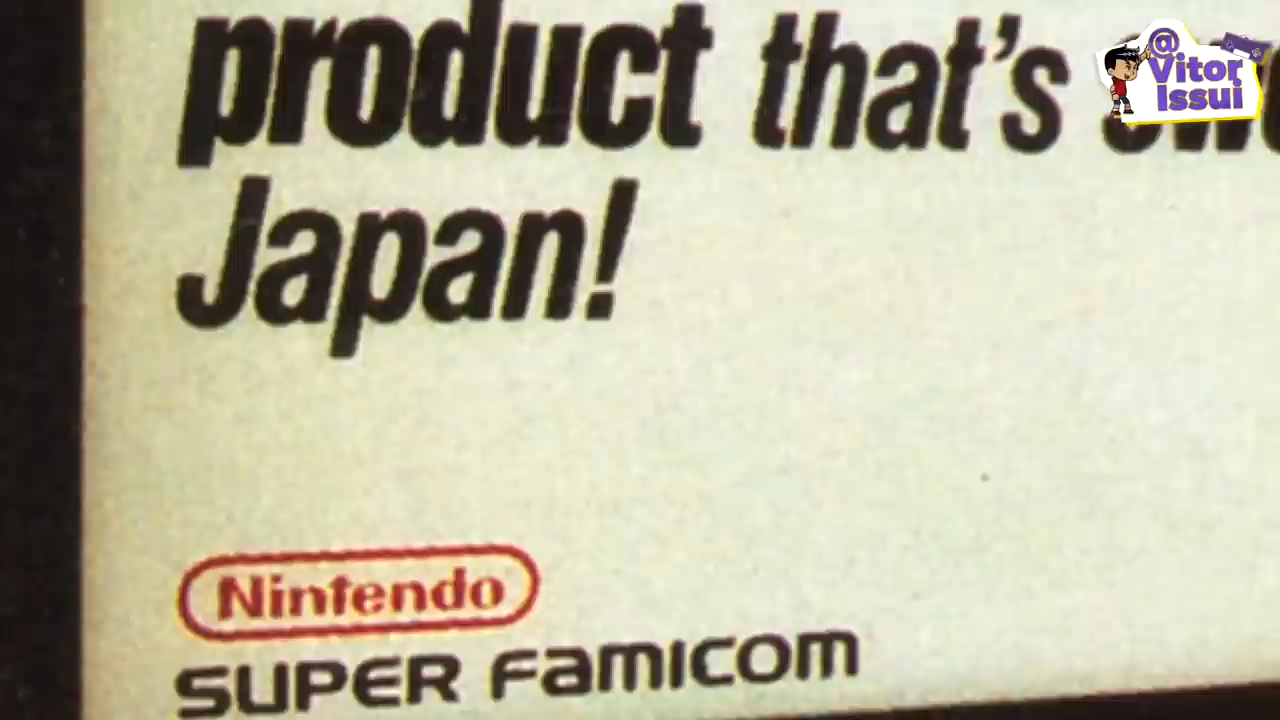 product that's
Japan!
Nintendo
SUPER FAMICOM
@
Vitor
Issui